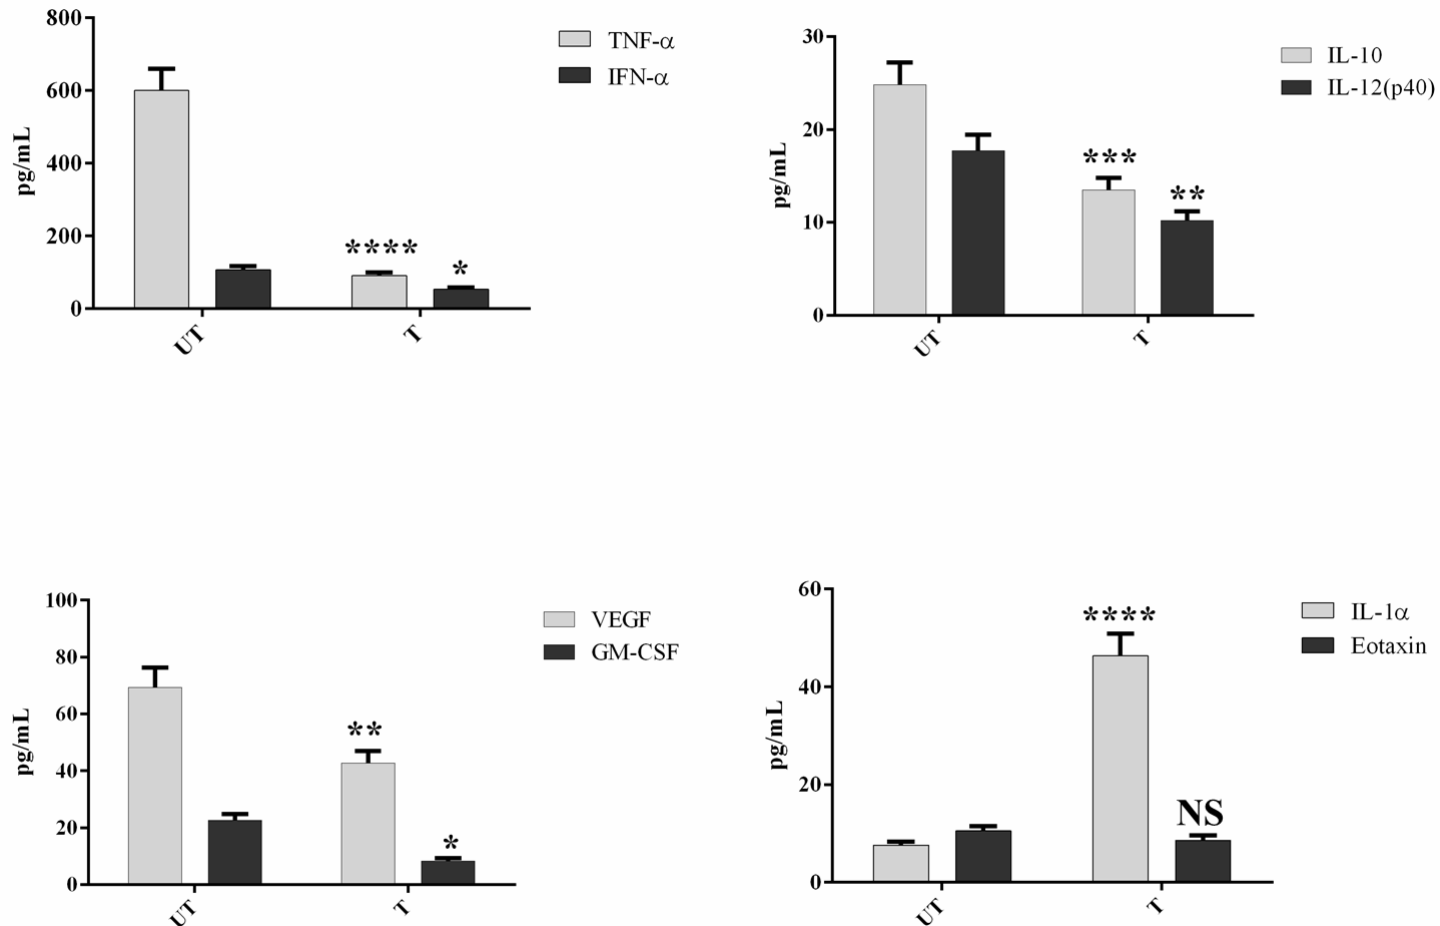 800
600
400
200
0
pg/mL
TNF-α
IFN-α
****
*
UT
T
30
20
10
0
pg/mL
IL-10
IL-12(p40)
***
**
UT
T
100
80
60
40
20
0
pg/mL
VEGF
GM-CSF
**
*
UT
T
60
40
20
0
pg/mL
IL-1α
Eotaxin
****
NS
UT
T